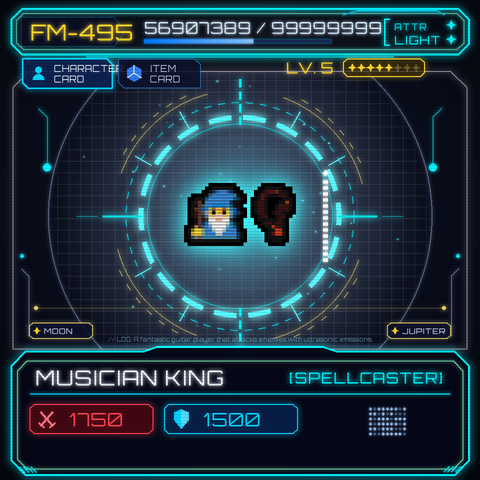 FM-495
56907389 / 99999999
ATTR
LIGHT
CHARACTER
CARD
ITEM
CARD
LV. 5
MOON
JUPITER
// LOG: A fantastic guitar player that attacks enemies with ultrasonic emissions
MUSICIAN KING
[SPELLCASTER]
1750
1500